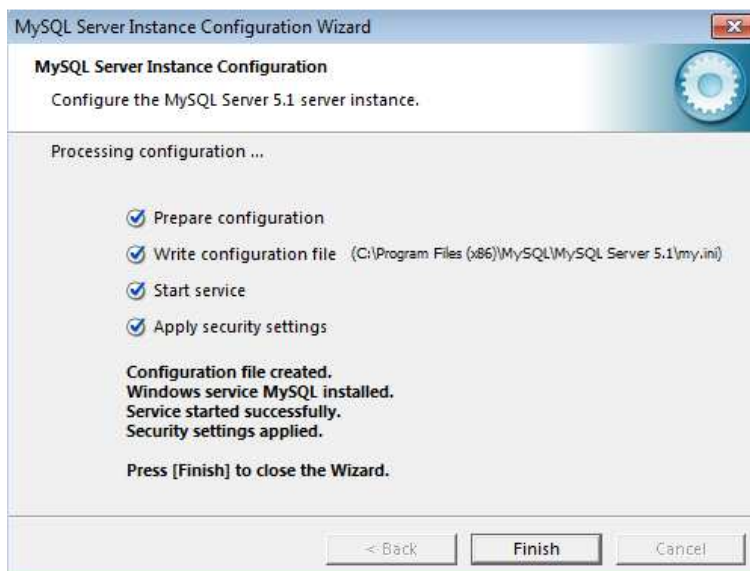 MySQL Server Instance Configuration Wizard
MySQL Server Instance Configuration
Configure the MySQL Server 5.1 server instance.
Processing configuration ...
Prepare configuration
Write configuration file (C:\Program Files (x86)\MySQL\MySQL Server 5.1\my.ini)
Start service
Apply security settings
Configuration file created.
Windows service MySQL installed.
Service started successfully.
Security settings applied.
Press [Finish] to close the Wizard.
< Back Finish Cancel